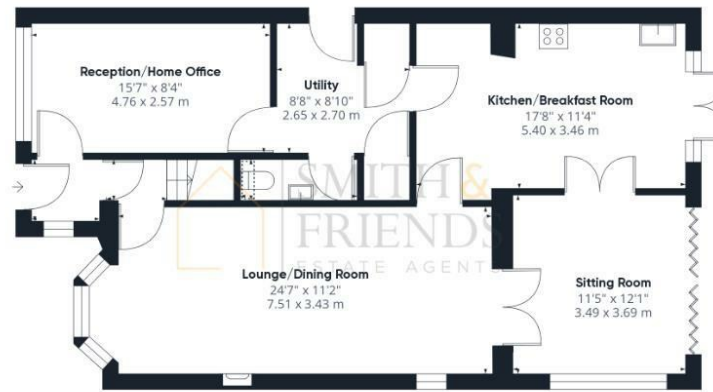 Reception/Home Office
15'7" x 8'4"
4.76 x 2.57 m
Utility
8'8" x 8'10"
2.65 x 2.70 m
Kitchen/Breakfast Room
17'8" x 11'4"
5.40 x 3.46 m
SMITH &
FRIENDS
ESTATE AGENTS
Lounge/Dining Room
24'7" x 11'2"
7.51 x 3.43 m
Sitting Room
11'5" x 12'1"
3.49 x 3.69 m